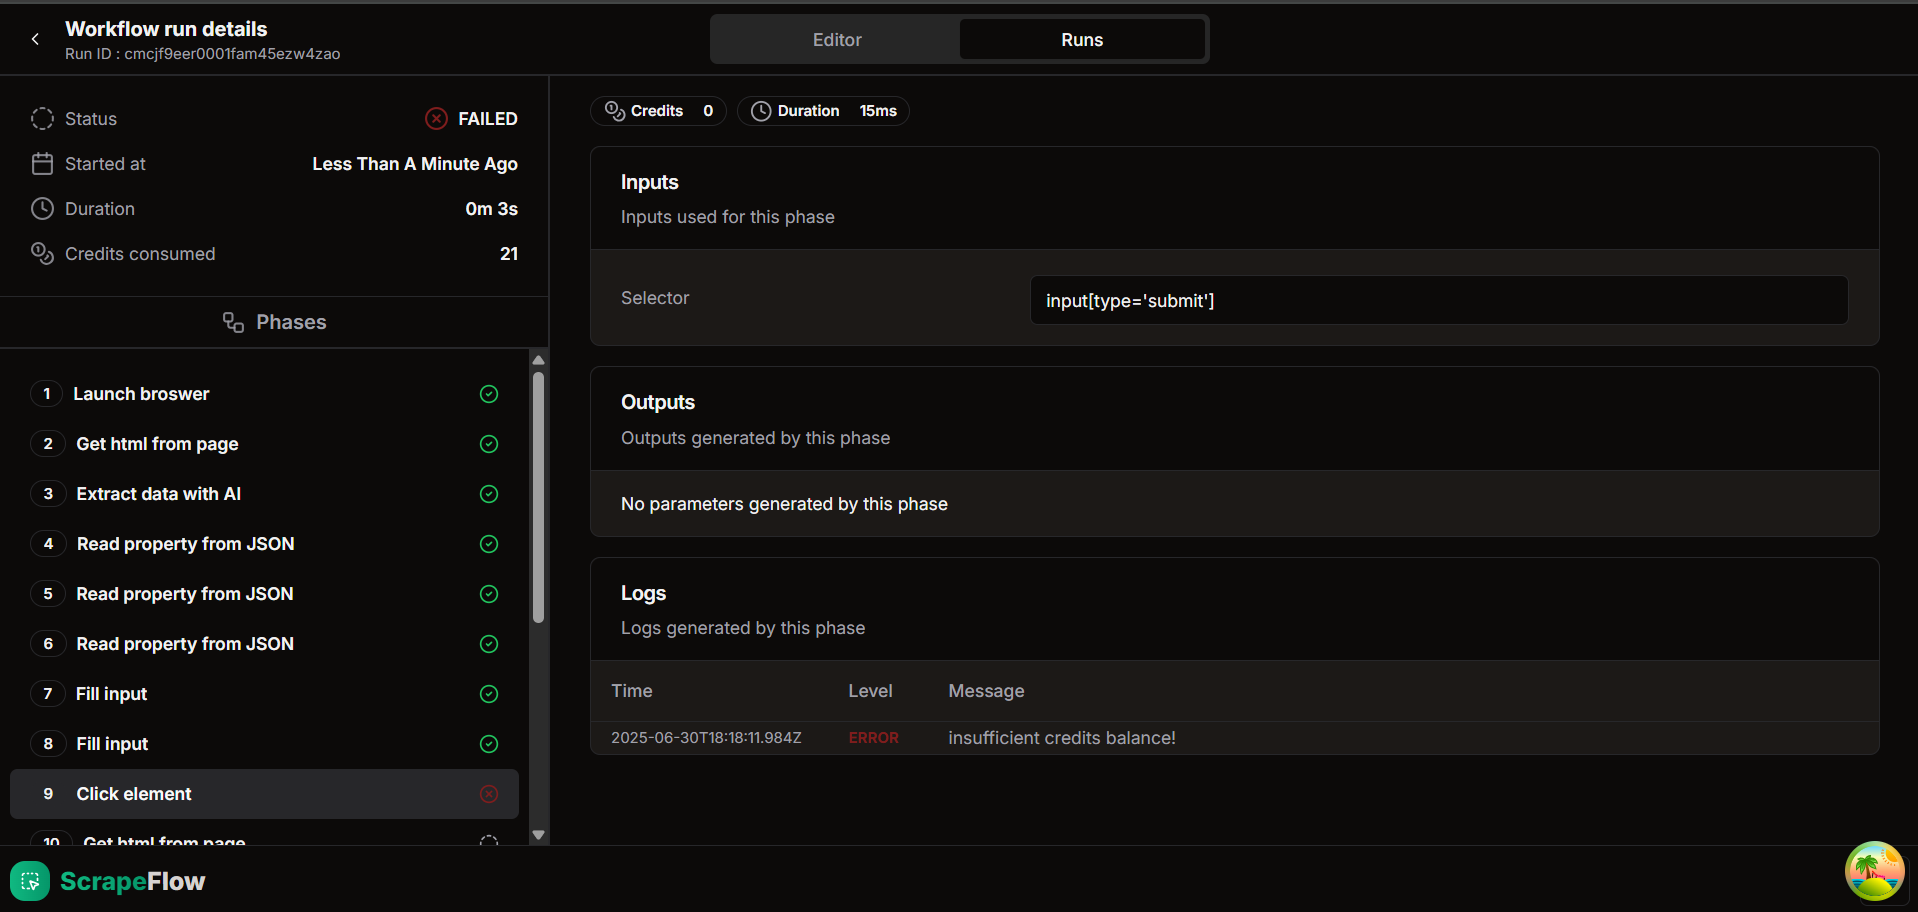 Workflow run details
Run ID : cmcjf9eer0001fam45ezw4zao
Editor
Runs
Status
FAILED
Started at
Less Than A Minute Ago
Duration
0m 3s
Credits consumed
21
Phases
1 Launch broswer
2 Get html from page
3 Extract data with AI
4 Read property from JSON
5 Read property from JSON
6 Read property from JSON
7 Fill input
8 Fill input
9 Click element
10 Get html from page
Credits 0
Duration 15ms
Inputs
Inputs used for this phase
Selector
input[type='submit']
Outputs
Outputs generated by this phase
No parameters generated by this phase
Logs
Logs generated by this phase
Time Level Message
2025-06-30T18:18:11.984Z ERROR insufficient credits balance!
ScrapeFlow